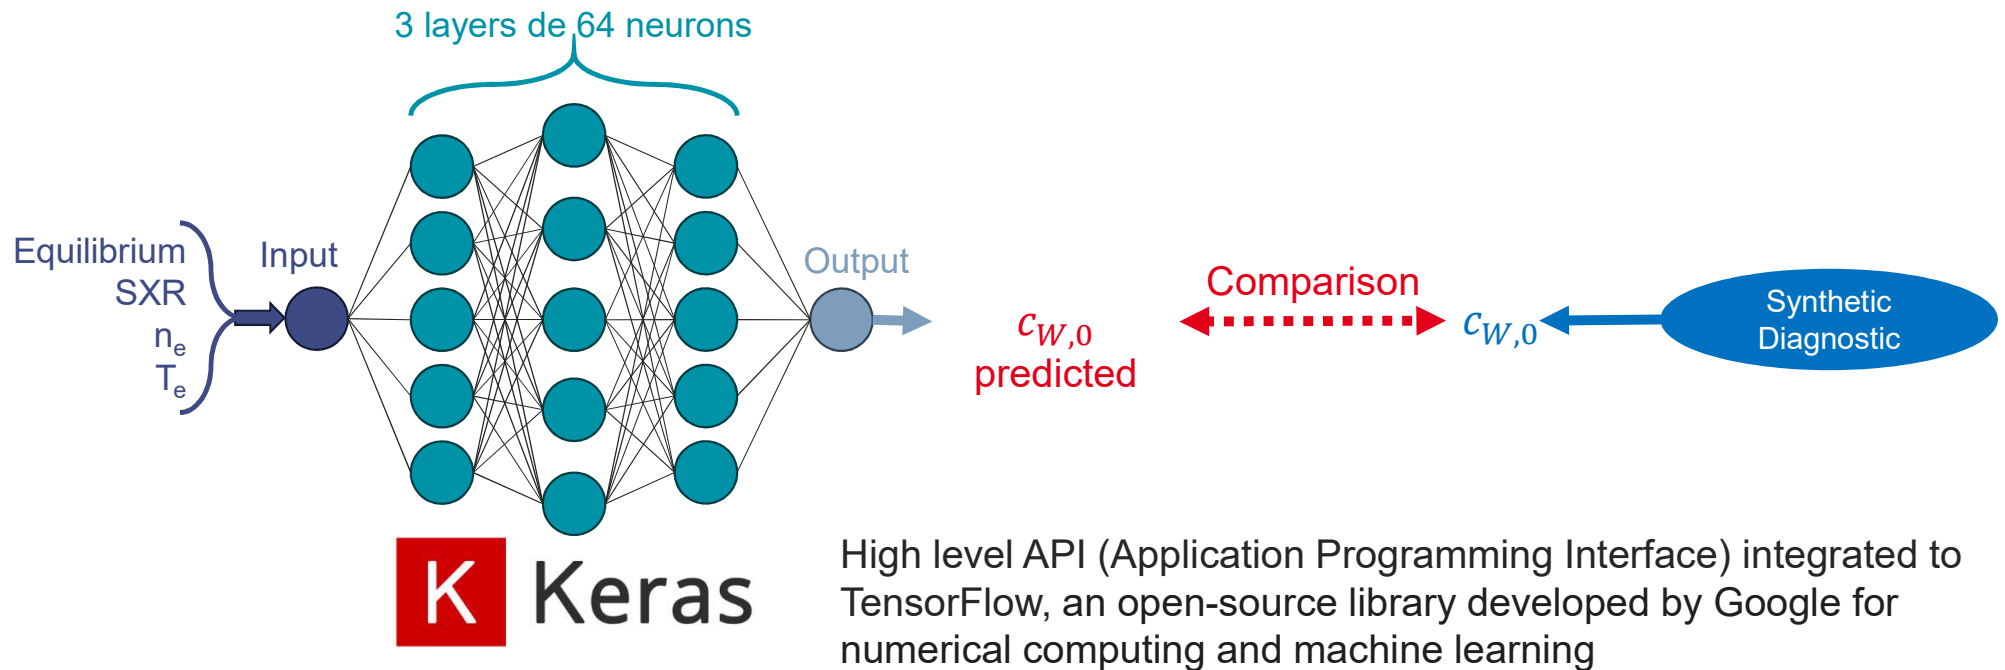 3 layers de 64 neurons
Equilibrium
SXR
nₑ
Tₑ
Input
Output
c_{W,0}
predicted
Comparison
c_{W,0}
Synthetic
Diagnostic
K Keras
High level API (Application Programming Interface) integrated to
TensorFlow, an open-source library developed by Google for
numerical computing and machine learning